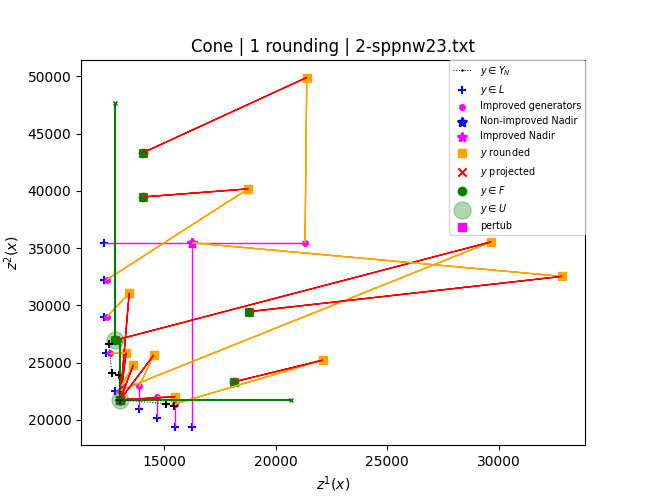 Cone | 1 rounding | 2-sppnw23.txt
50000
45000
40000
35000
30000
25000
20000
z²(x)
15000
20000
25000
30000
z¹(x)
y ∈ Y_N
y ∈ L
Improved generators
Non-improved Nadir
Improved Nadir
y rounded
y projected
y ∈ F
y ∈ U
pertub